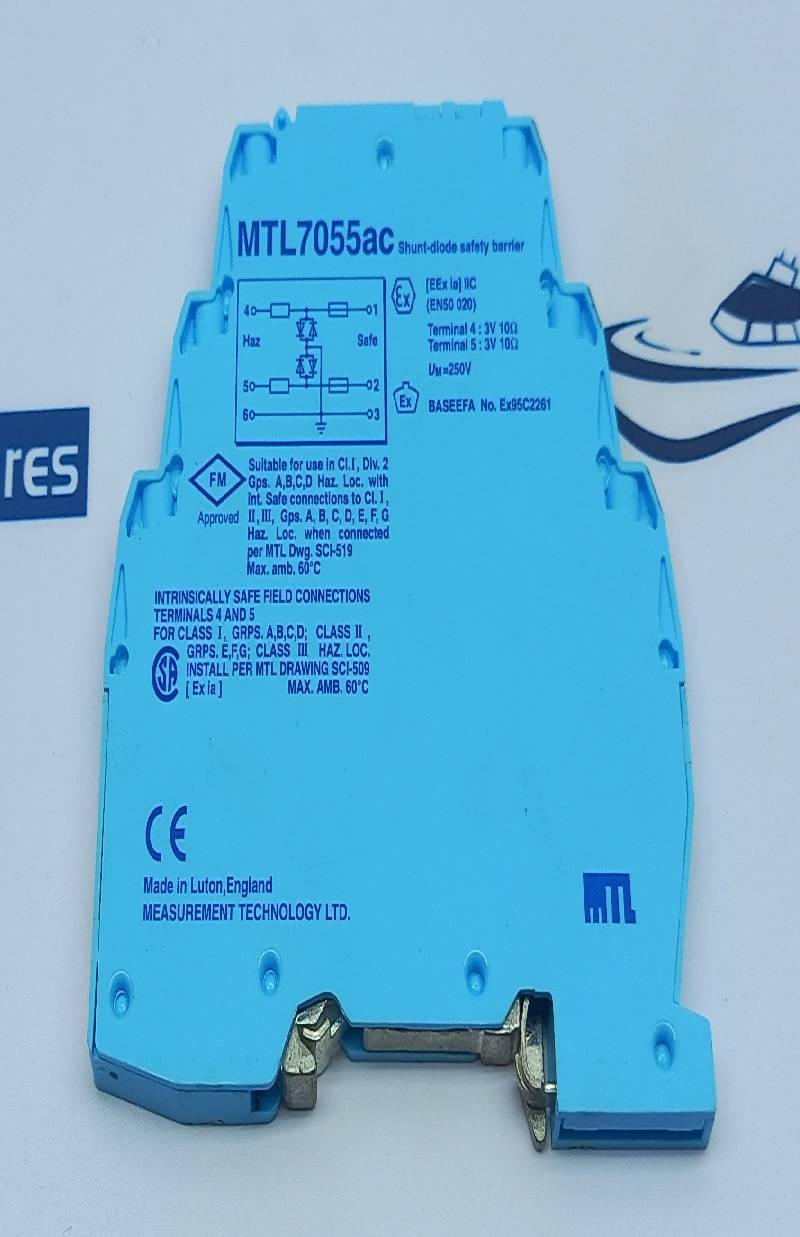 MTL7055ac Shunt-diode safety barrier
4 1
Haz Safe
5 2
6 3
Ex
[EEx ia] IIC
(EN50 020)
Terminal 4 : 3V 10Ω
Terminal 5 : 3V 10Ω
UM=250V
Ex BASEEFA No. Ex95C2261
FM
Approved
Suitable for use in Cl.I, Div. 2
Gps. A,B,C,D Haz. Loc. with
Int. Safe connections to Cl. I,
II, III, Gps. A, B, C, D, E, F, G
Haz. Loc. when connected
per MTL Dwg. SCI-519
Max. amb. 60°C
INTRINSICALLY SAFE FIELD CONNECTIONS
TERMINALS 4 AND 5
FOR CLASS I, GRPS. A,B,C,D; CLASS II ,
GRPS. E,F,G; CLASS III HAZ. LOC.
INSTALL PER MTL DRAWING SCI-509
[ Ex ia ] MAX. AMB. 60°C
SA
CE
Made in Luton,England
MEASUREMENT TECHNOLOGY LTD.
MTL
res